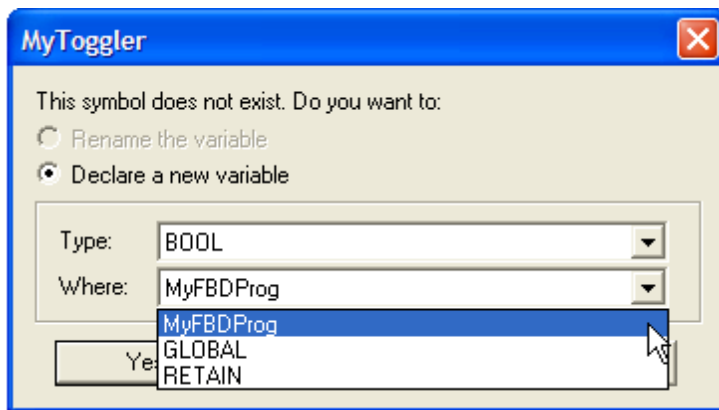 MyToggler
This symbol does not exist. Do you want to:
Rename the variable
Declare a new variable
Type: BOOL
Where: MyFBDProg
MyFBDProg
GLOBAL
RETAIN